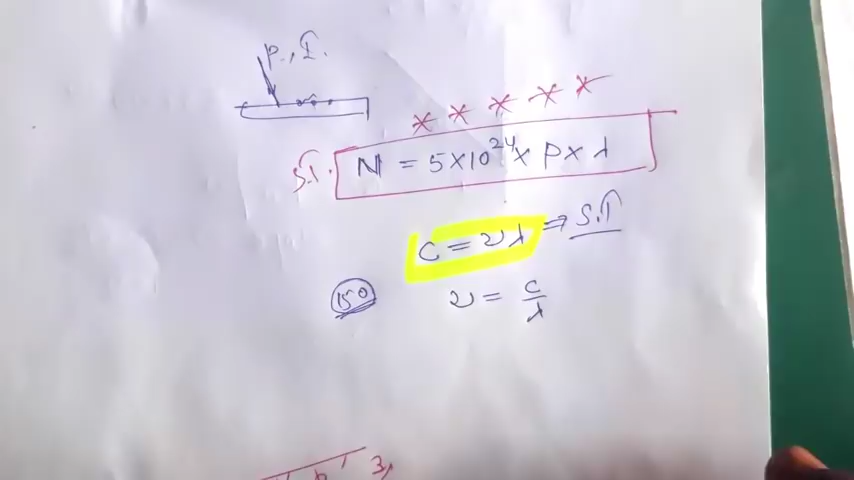 P., I.
* * * * *
S.I. N = 5×10²⁴× P× λ
C = νλ ⇒ S.I
150 ν = c/λ